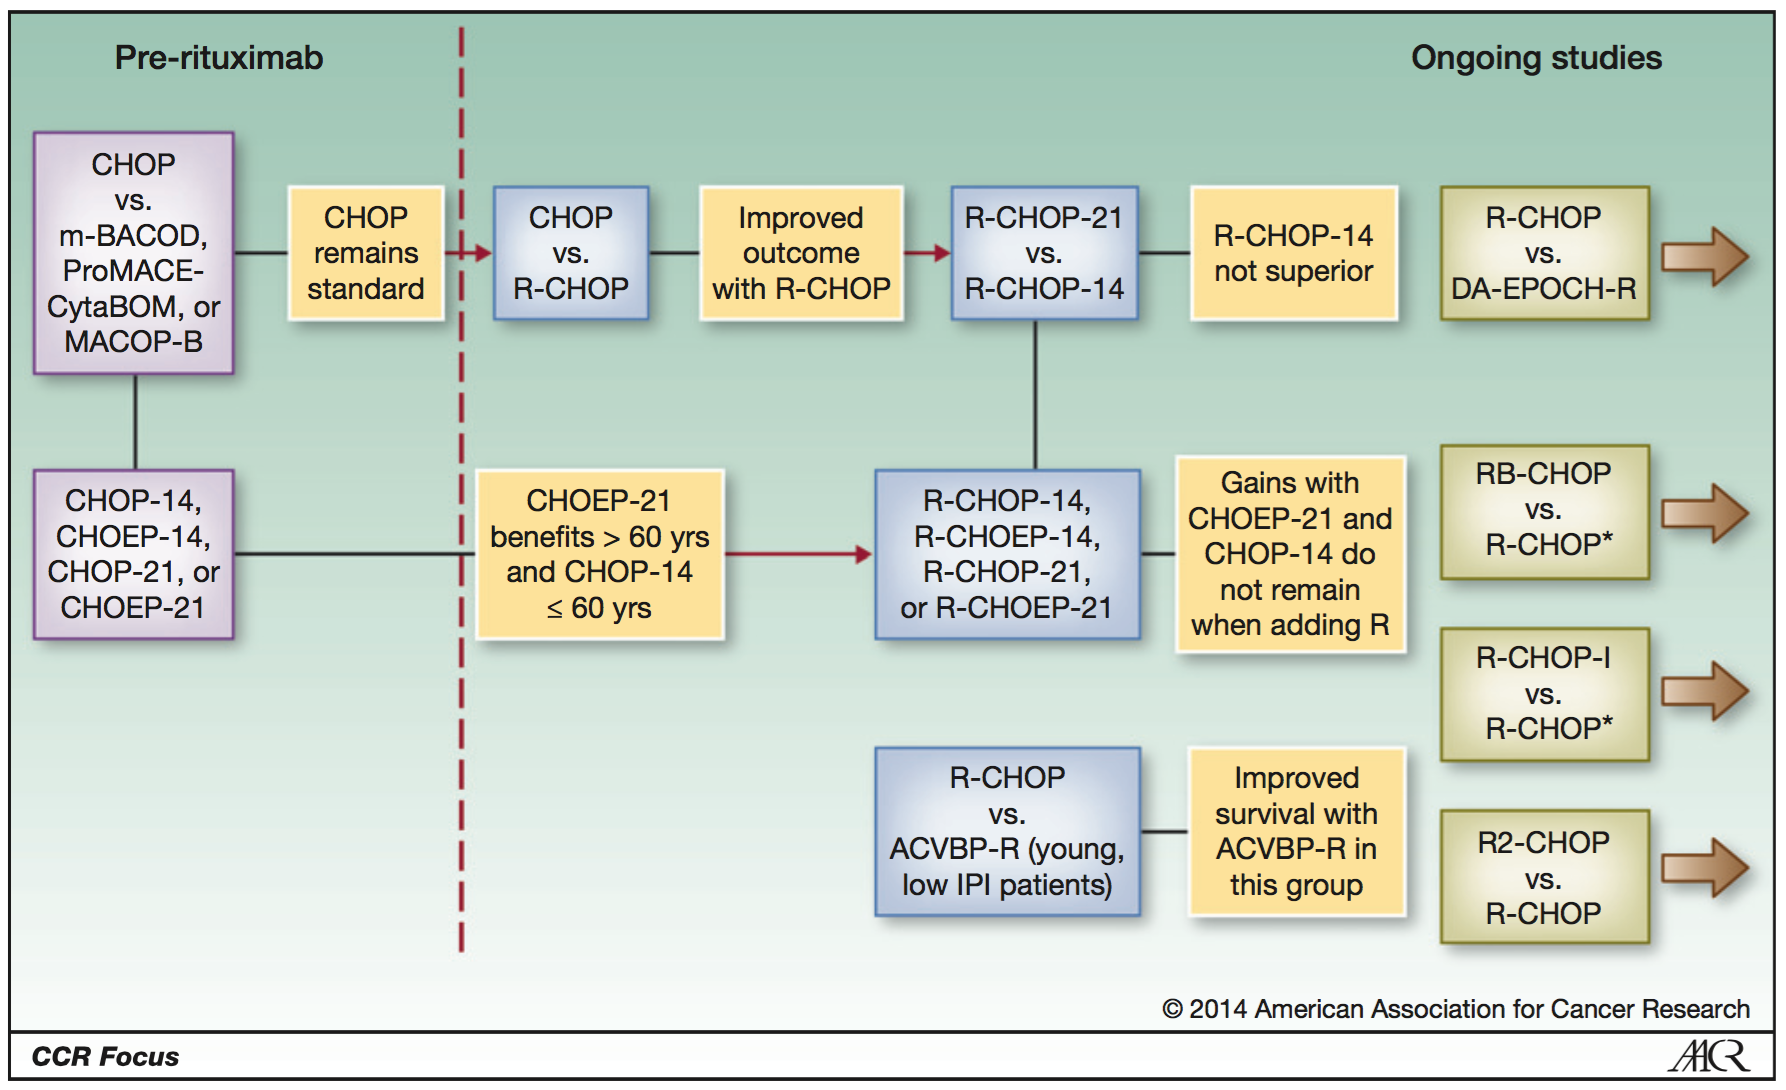 Pre-rituximab
Ongoing studies
CHOP
vs.
m-BACOD,
ProMACE-
CytaBOM, or
MACOP-B
CHOP
remains
standard
CHOP
vs.
R-CHOP
Improved
outcome
with R-CHOP
R-CHOP-21
vs.
R-CHOP-14
R-CHOP-14
not superior
R-CHOP
vs.
DA-EPOCH-R
CHOP-14,
CHOEP-14,
CHOP-21, or
CHOEP-21
CHOEP-21
benefits > 60 yrs
and CHOP-14
≤ 60 yrs
R-CHOP-14,
R-CHOEP-14,
R-CHOP-21,
or R-CHOEP-21
Gains with
CHOEP-21 and
CHOP-14 do
not remain
when adding R
RB-CHOP
vs.
R-CHOP*
R-CHOP-I
vs.
R-CHOP*
R-CHOP
vs.
ACVBP-R (young,
low IPI patients)
Improved
survival with
ACVBP-R in
this group
R2-CHOP
vs.
R-CHOP
© 2014 American Association for Cancer Research
CCR Focus
AACR